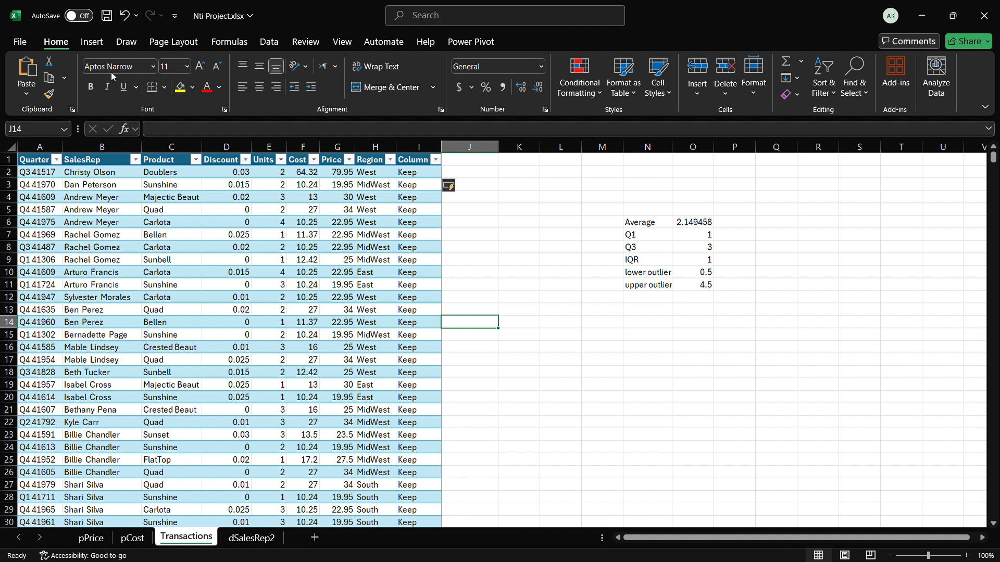 AutoSave Off Nti Project.xlsx Search AK
File Home Insert Draw Page Layout Formulas Data Review View Automate Help Power Pivot Comments Share
Paste Aptos Narrow 11 B I U A Wrap Text Merge & Center General $ % 9 Conditional Formatting Format as Table Cell Styles Insert Delete Format Sort & Filter Find & Select Add-ins Analyze Data
Clipboard Font Alignment Number Styles Cells Editing Add-ins
J14 fx
A B C D E F G H I J K L M N O P Q R S T U V
1 Quarter SalesRep Product Discount Units Cost Price Region Column
2 Q3 41517 Christy Olson Doublers 0.03 2 64.32 79.95 West Keep
3 Q4 41970 Dan Peterson Sunshine 0.015 2 10.24 19.95 MidWest Keep
4 Q4 41609 Andrew Meyer Majectic Beaut 0.02 3 13 30 West Keep
5 Q4 41587 Andrew Meyer Quad 0 2 27 34 West Keep
6 Q4 41975 Andrew Meyer Carlota 0 4 10.25 22.95 West Keep Average 2.149458
7 Q4 41969 Rachel Gomez Bellen 0.025 1 11.37 22.95 MidWest Keep Q1 1
8 Q3 41487 Rachel Gomez Carlota 0.02 2 10.25 22.95 MidWest Keep Q3 3
9 Q1 41306 Rachel Gomez Sunbell 0 1 12.42 25 MidWest Keep IQR 1
10 Q4 41609 Arturo Francis Carlota 0.015 4 10.25 22.95 East Keep lower outlier 0.5
11 Q1 41724 Arturo Francis Sunshine 0 3 10.24 19.95 East Keep upper outlier 4.5
12 Q4 41947 Sylvester Morales Carlota 0.01 2 10.25 22.95 West Keep
13 Q4 41635 Ben Perez Quad 0.02 2 27 34 West Keep
14 Q4 41960 Ben Perez Bellen 0 1 11.37 22.95 West Keep
15 Q1 41302 Bernadette Page Sunshine 0 2 10.24 19.95 MidWest Keep
16 Q4 41585 Mable Lindsey Crested Beaut 0.01 3 16 25 West Keep
17 Q4 41954 Mable Lindsey Quad 0.025 2 27 34 West Keep
18 Q3 41828 Beth Tucker Sunbell 0.015 2 12.42 25 West Keep
19 Q4 41957 Isabel Cross Majectic Beaut 0.025 1 13 30 East Keep
20 Q4 41614 Isabel Cross Sunshine 0.025 1 10.24 19.95 East Keep
21 Q4 41607 Bethany Pena Crested Beaut 0 3 16 25 MidWest Keep
22 Q2 41792 Kyle Carr Quad 0.01 3 27 34 MidWest Keep
23 Q4 41591 Billie Chandler Sunset 0.03 3 13.5 23.5 MidWest Keep
24 Q4 41613 Billie Chandler Sunshine 0 2 10.24 19.95 MidWest Keep
25 Q4 41952 Billie Chandler FlatTop 0.02 1 17.2 27.5 MidWest Keep
26 Q4 41605 Billie Chandler Quad 0 2 27 34 MidWest Keep
27 Q4 41979 Shari Silva Quad 0.01 2 27 34 South Keep
28 Q1 41711 Shari Silva Sunshine 0 1 10.24 19.95 South Keep
29 Q4 41965 Shari Silva Carlota 0.025 3 10.25 22.95 South Keep
30 Q4 41961 Shari Silva Sunshine 0.01 3 10.24 19.95 South Keep
pPrice pCost Transactions dSalesRep2
Ready Accessibility: Good to go 100%